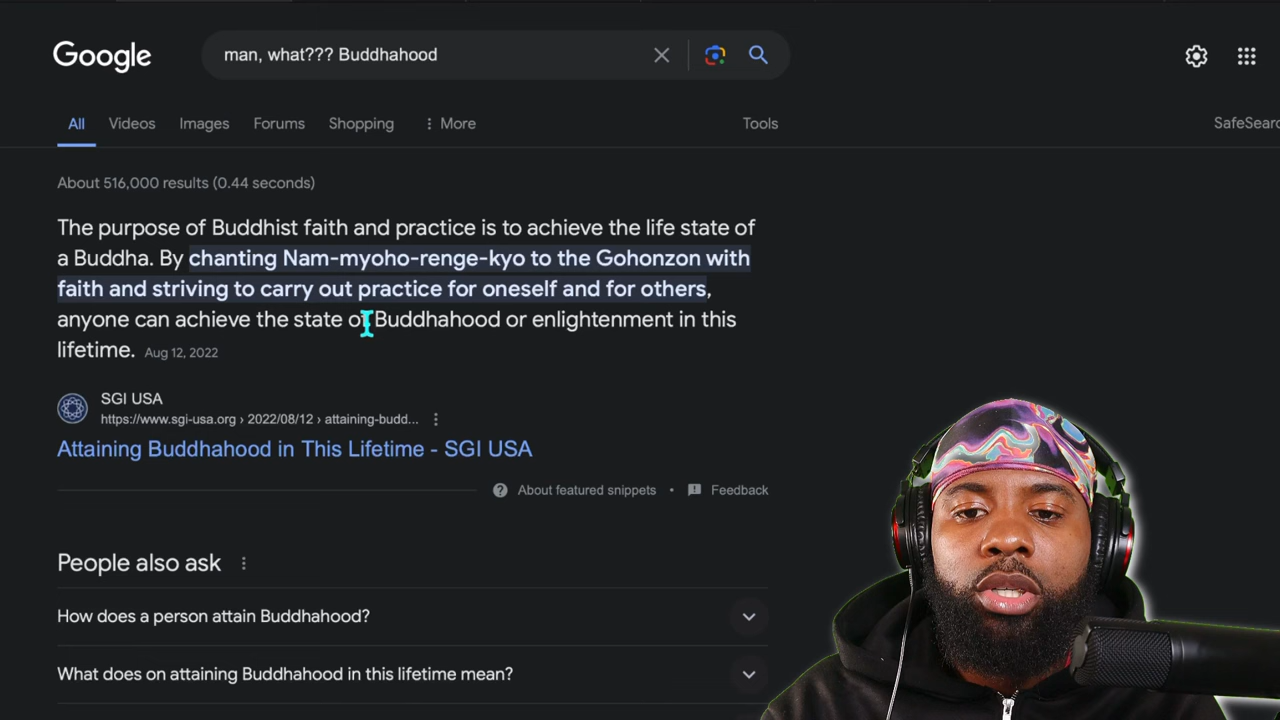 Google
man, what??? Buddhahood
All Videos Images Forums Shopping More Tools SafeSearc
About 516,000 results (0.44 seconds)
The purpose of Buddhist faith and practice is to achieve the life state of
a Buddha. By chanting Nam-myoho-renge-kyo to the Gohonzon with
faith and striving to carry out practice for oneself and for others,
anyone can achieve the state of Buddhahood or enlightenment in this
lifetime. Aug 12, 2022
SGI USA
https://www.sgi-usa.org › 2022/08/12 › attaining-budd...
Attaining Buddhahood in This Lifetime - SGI USA
About featured snippets • Feedback
People also ask
How does a person attain Buddhahood?
What does on attaining Buddhahood in this lifetime mean?